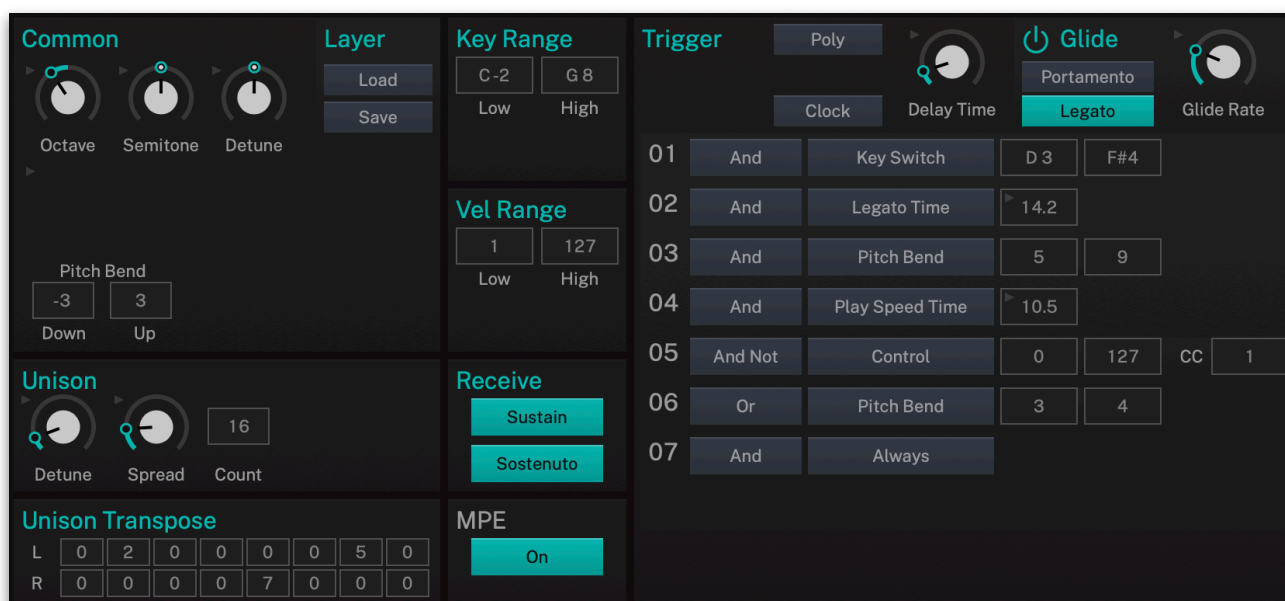 Common
Octave Semitone Detune
Pitch Bend
-3 3
Down Up
Layer
Load
Save
Key Range
C-2 G 8
Low High
Vel Range
1 127
Low High
Unison
16
Detune Spread Count
Receive
Sustain
Sostenuto
Unison Transpose
L 0 2 0 0 0 0 5 0
R 0 0 0 0 7 0 0 0
MPE
On
Trigger
Poly
Clock
Delay Time
Glide
Portamento
Legato
Glide Rate
01 And Key Switch D 3 F#4
02 And Legato Time 14.2
03 And Pitch Bend 5 9
04 And Play Speed Time 10.5
05 And Not Control 0 127 CC 1
06 Or Pitch Bend 3 4
07 And Always